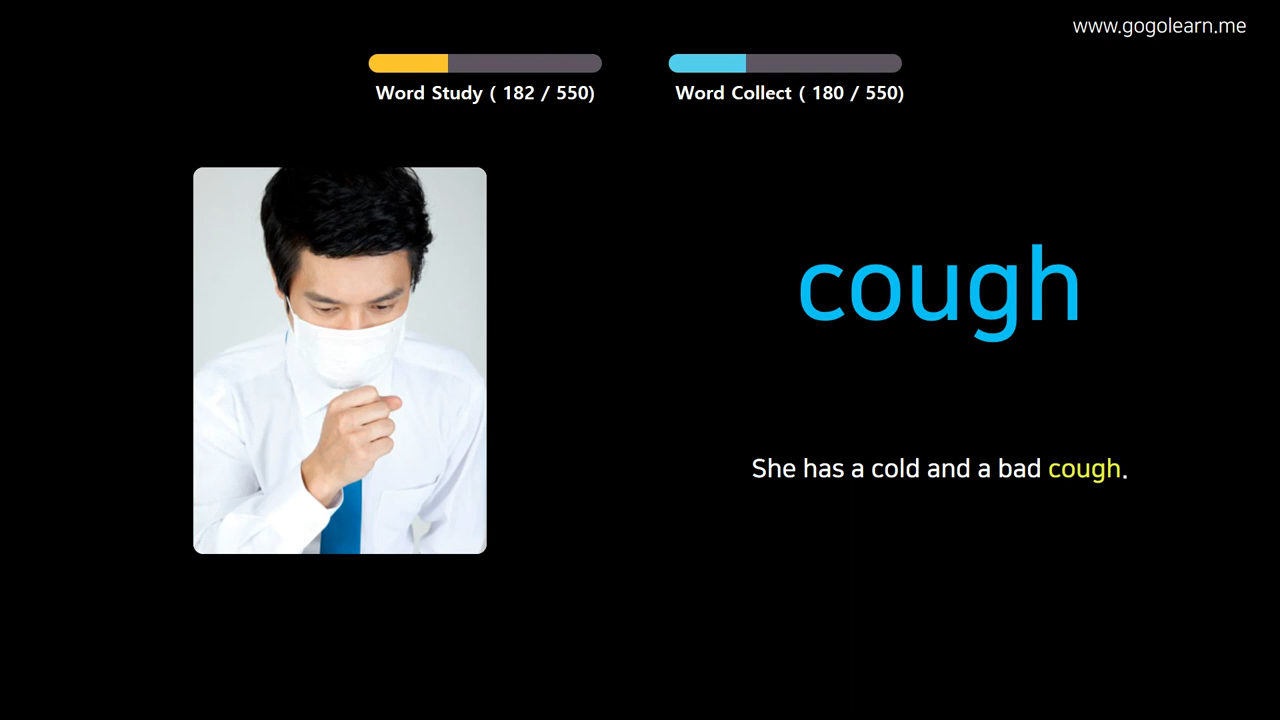 www.gogolearn.me
Word Study ( 182 / 550)
Word Collect ( 180 / 550)
cough
She has a cold and a bad cough.